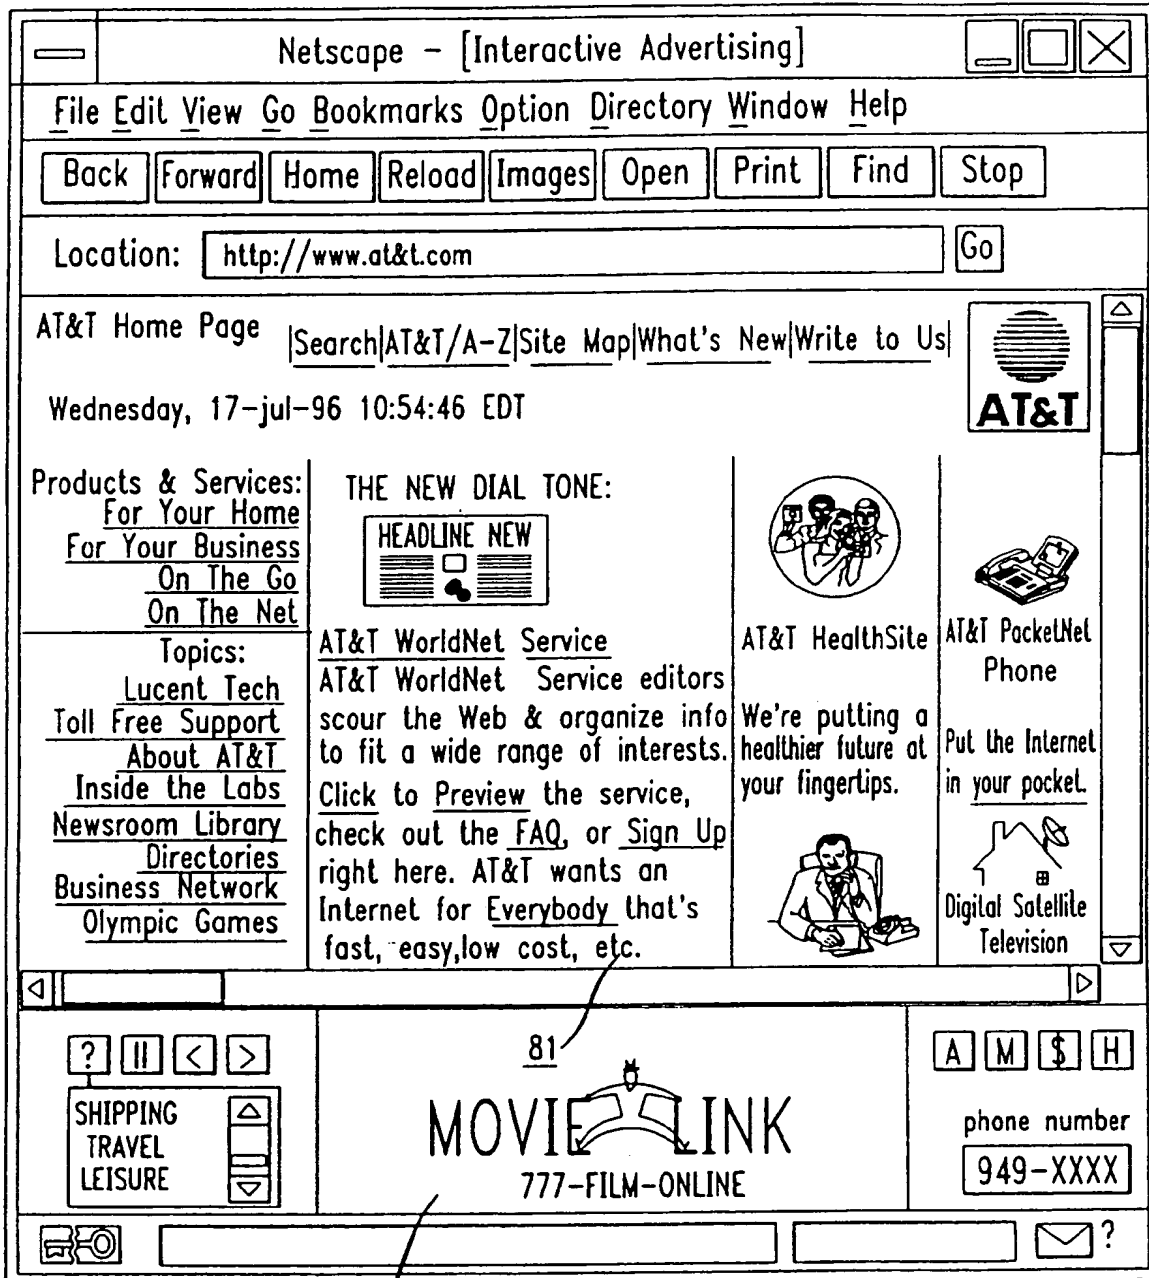 Netscape - [Interactive Advertising]
File Edit View Go Bookmarks Option Directory Window Help
Back Forward Home Reload Images Open Print Find Stop
Location: http://www.at&t.com Go
AT&T Home Page |Search|AT&T/A-Z|Site Map|What's New|Write to Us|
AT&T
Wednesday, 17-jul-96 10:54:46 EDT
Products & Services:
For Your Home
For Your Business
On The Go
On The Net
Topics:
Lucent Tech
Toll Free Support
About AT&T
Inside the Labs
Newsroom Library
Directories
Business Network
Olympic Games
THE NEW DIAL TONE:
HEADLINE NEW
AT&T WorldNet Service
AT&T WorldNet Service editors
scour the Web & organize info
to fit a wide range of interests.
Click to Preview the service,
check out the FAQ, or Sign Up
right here. AT&T wants an
Internet for Everybody that's
fast, easy,low cost, etc.
AT&T HealthSite
We're putting a
healthier future at
your fingertips.
AT&T PocketNet
Phone
Put the Internet
in your pocket.
Digital Satellite
Television
? || < >
SHIPPING
TRAVEL
LEISURE
81
MOVIE LINK
777-FILM-ONLINE
A M $ H
phone number
949-XXXX
?